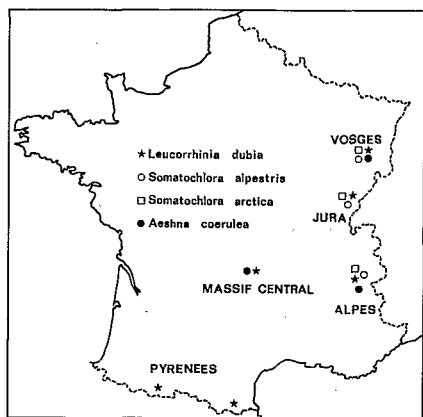 VOSGES
★ Leucorrhinia dubia
○ Somatochlora alpestris
□ Somatochlora arctica
● Aeshna coerulea
JURA
MASSIF CENTRAL
ALPES
PYRENEES